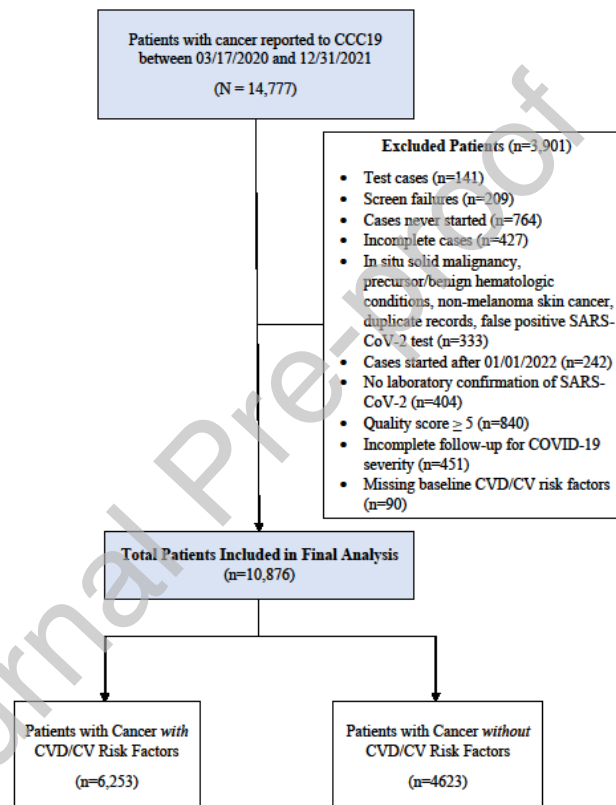 Patients with cancer reported to CCC19
between 03/17/2020 and 12/31/2021
(N = 14,777)
Excluded Patients (n=3,901)
• Test cases (n=141)
• Screen failures (n=209)
• Cases never started (n=764)
• Incomplete cases (n=427)
• In situ solid malignancy,
precursor/benign hematologic
conditions, non-melanoma skin cancer,
duplicate records, false positive SARS-
CoV-2 test (n=333)
• Cases started after 01/01/2022 (n=242)
• No laboratory confirmation of SARS-
CoV-2 (n=404)
• Quality score ≥ 5 (n=840)
• Incomplete follow-up for COVID-19
severity (n=451)
• Missing baseline CVD/CV risk factors
(n=90)
Total Patients Included in Final Analysis
(n=10,876)
Patients with Cancer with
CVD/CV Risk Factors
(n=6,253)
Patients with Cancer without
CVD/CV Risk Factors
(n=4623)
urnal Pre-proof